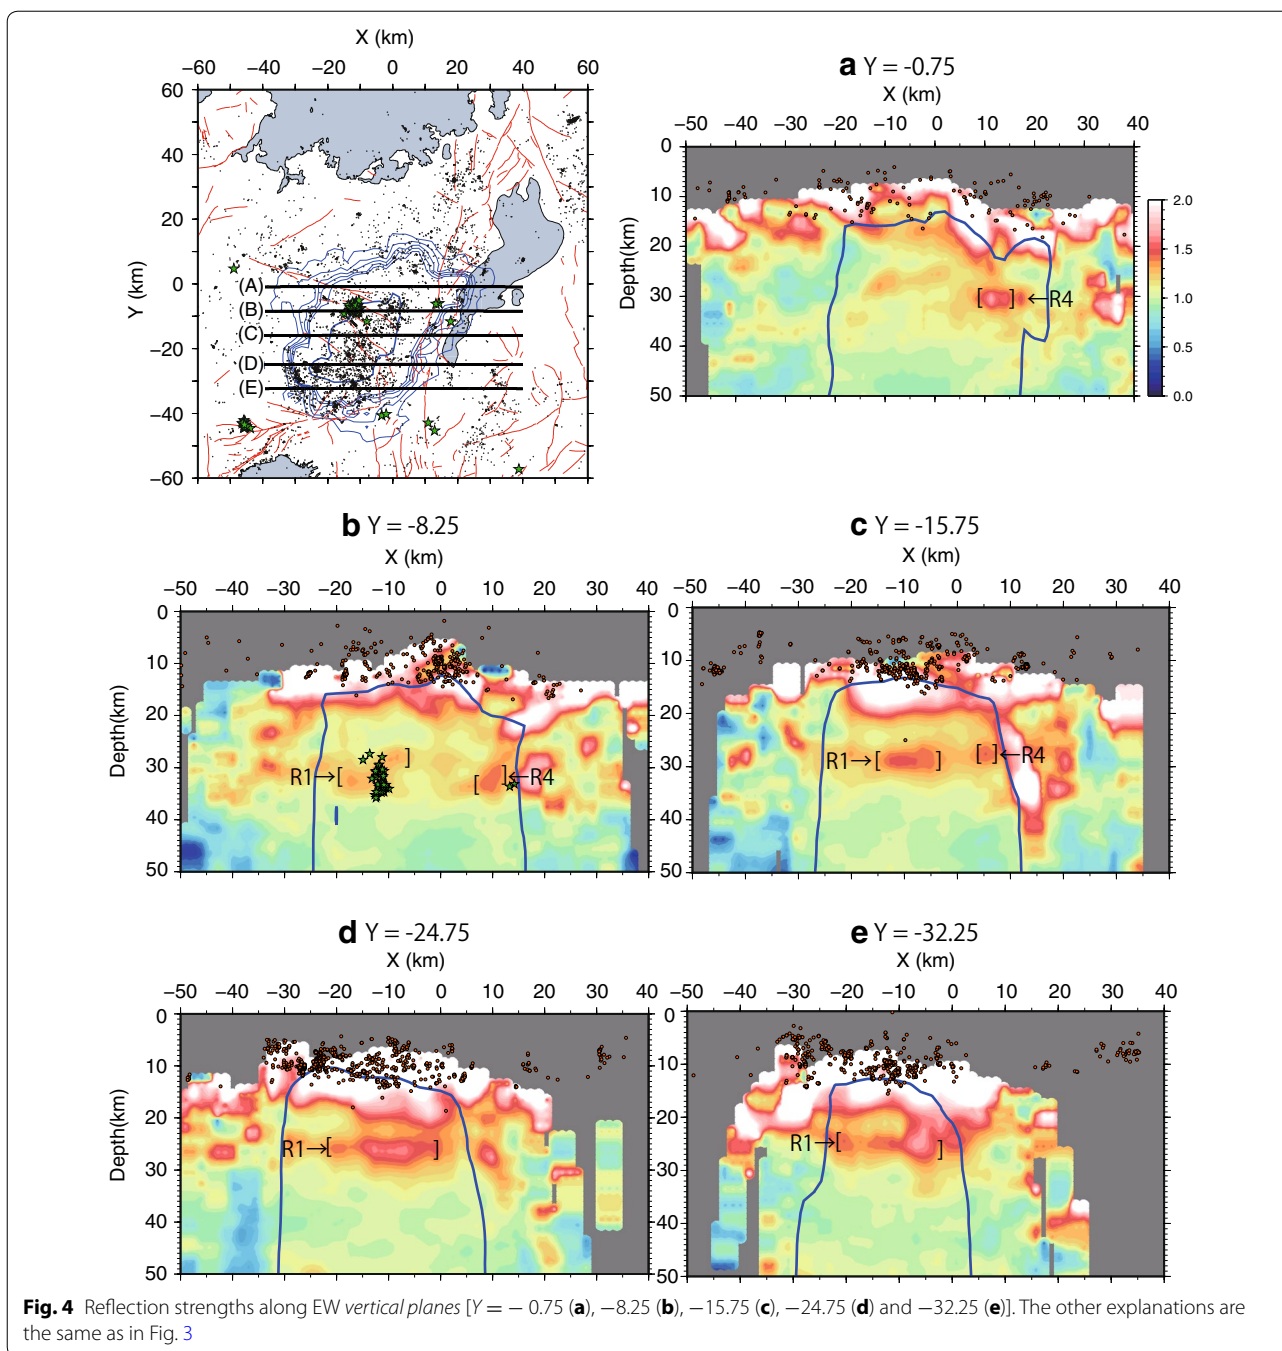 X (km)
−60 −40 −20 0 20 40 60
60
40
20
0
−20
−40
−60
Y (km)
(A)
(B)
(C)
(D)
(E)
a Y = -0.75
X (km)
−50 −40 −30 −20 −10 0 10 20 30 40
0
10
20
30
40
50
Depth(km)
[ ] ←R4
2.0
1.5
1.0
0.5
0.0
b Y = -8.25
X (km)
−50 −40 −30 −20 −10 0 10 20 30 40
0
10
20
30
40
50
Depth(km)
R1→[ ]
[ ]←R4
c Y = -15.75
X (km)
−50 −40 −30 −20 −10 0 10 20 30 40
0
10
20
30
40
50
R1→[ ]
[ ]←R4
d Y = -24.75
X (km)
−50 −40 −30 −20 −10 0 10 20 30 40
0
10
20
30
40
50
Depth(km)
R1→[ ]
e Y = -32.25
X (km)
−50 −40 −30 −20 −10 0 10 20 30 40
0
10
20
30
40
50
R1→[ ]
Fig. 4 Reflection strengths along EW vertical planes [Y = − 0.75 (a), −8.25 (b), −15.75 (c), −24.75 (d) and −32.25 (e)]. The other explanations are
the same as in Fig. 3